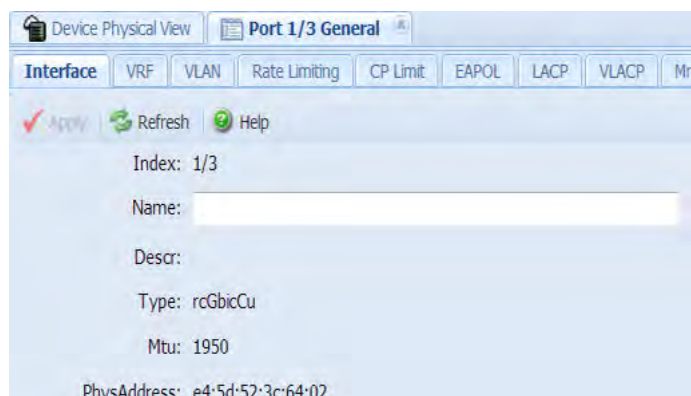 Device Physical View Port 1/3 General
Interface VRF VLAN Rate Limiting CP Limit EAPOL LACP VLACP
Apply Refresh Help
Index: 1/3
Name:
Descr:
Type: rcGbicCu
Mtu: 1950
PhysAddress: e4:5d:52:3c:64:02